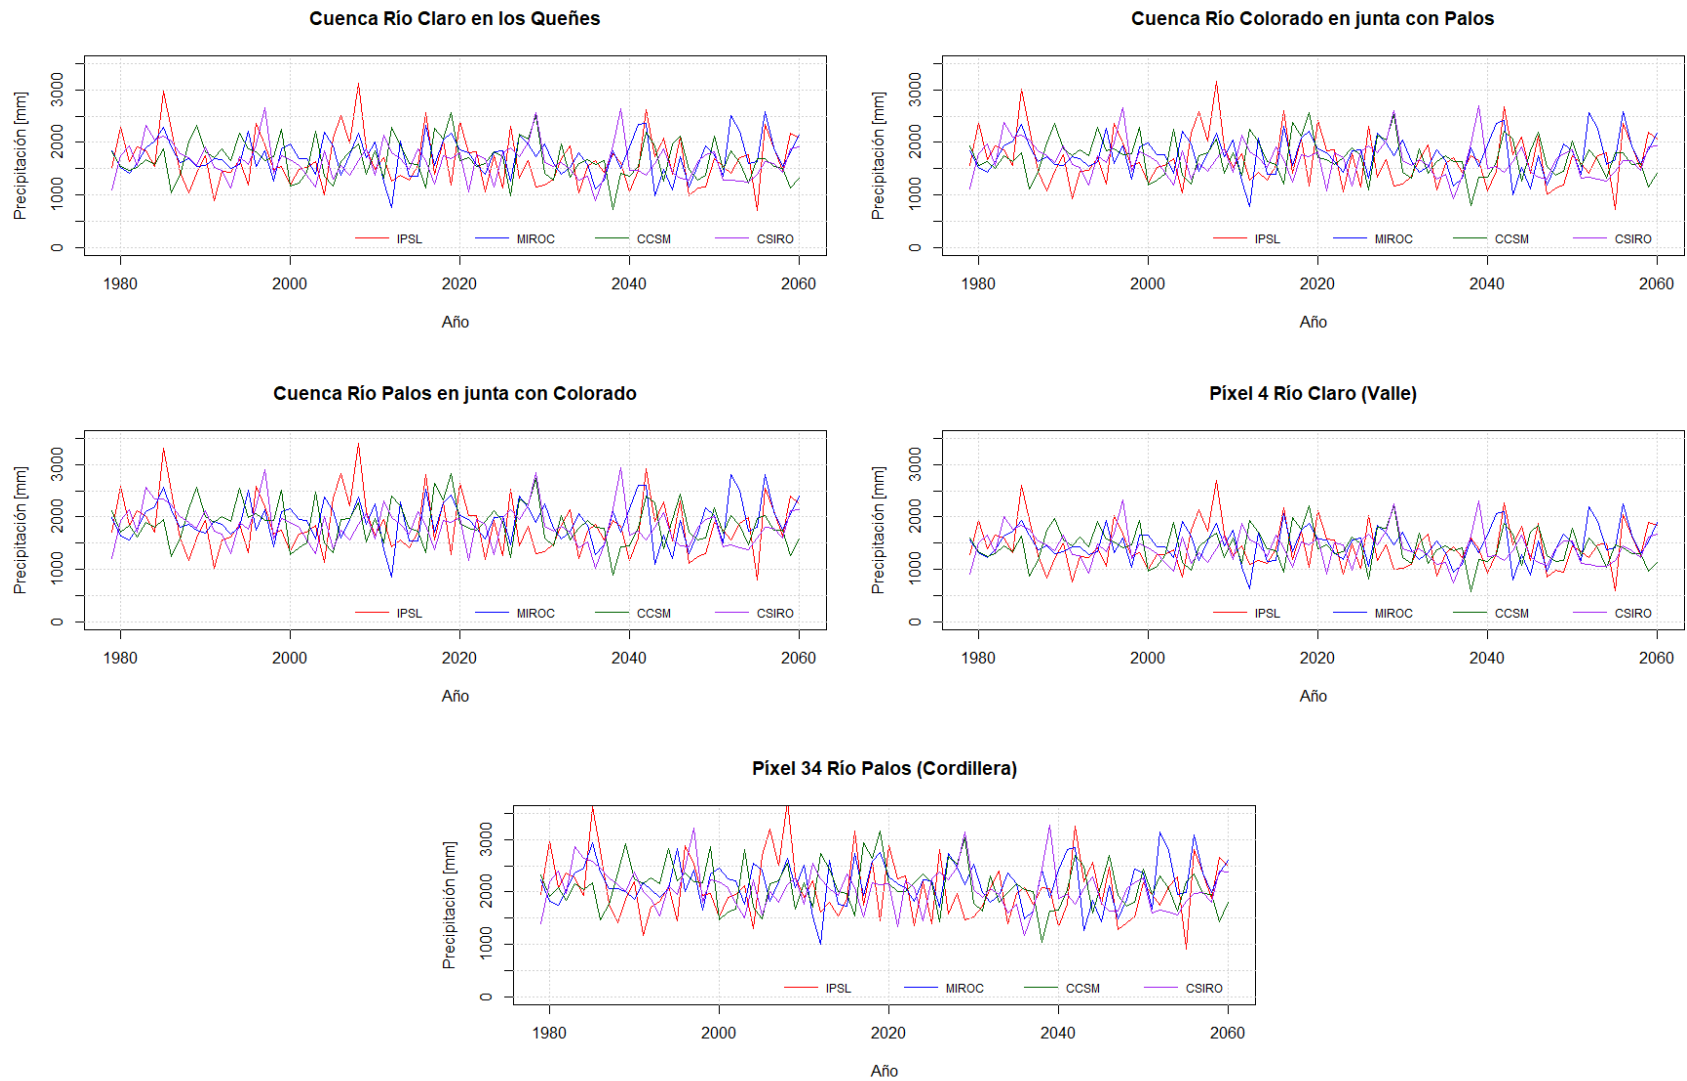 Cuenca Río Claro en los Queñes
Precipitación [mm]
3000
2000
1000
0
IPSL MIROC CCSM CSIRO
1980 2000 2020 2040 2060
Año
Cuenca Río Colorado en junta con Palos
Precipitación [mm]
3000
2000
1000
0
IPSL MIROC CCSM CSIRO
1980 2000 2020 2040 2060
Año
Cuenca Río Palos en junta con Colorado
Precipitación [mm]
3000
2000
1000
0
IPSL MIROC CCSM CSIRO
1980 2000 2020 2040 2060
Año
Píxel 4 Río Claro (Valle)
Precipitación [mm]
3000
2000
1000
0
IPSL MIROC CCSM CSIRO
1980 2000 2020 2040 2060
Año
Píxel 34 Río Palos (Cordillera)
Precipitación [mm]
3000
2000
1000
0
IPSL MIROC CCSM CSIRO
1980 2000 2020 2040 2060
Año